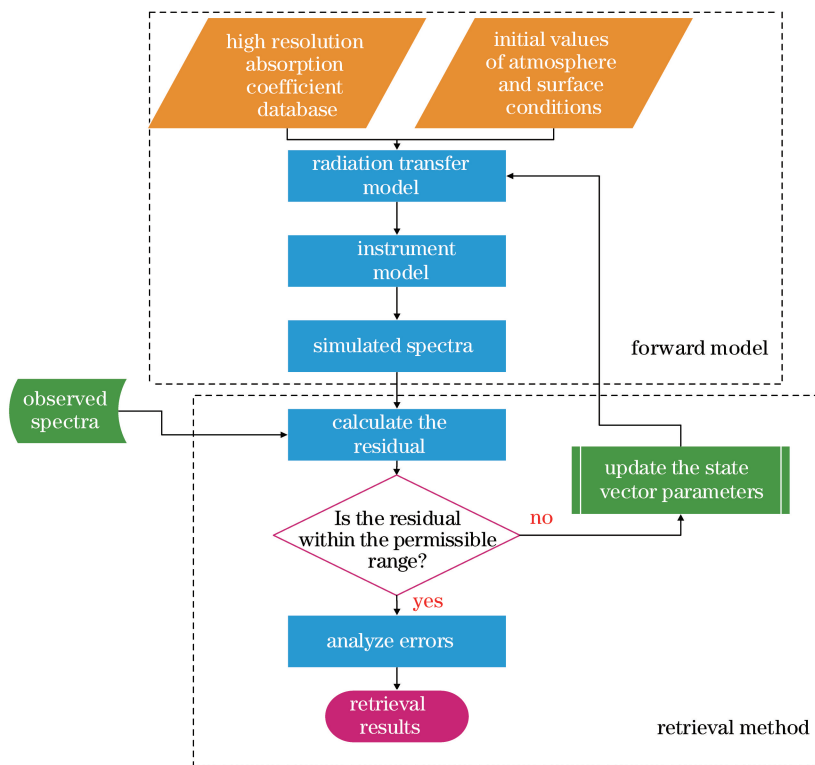 high resolution
absorption
coefficient
database
initial values
of atmosphere
and surface
conditions
radiation transfer
model
instrument
model
simulated spectra
forward model
observed
spectra
calculate the
residual
update the state
vector parameters
Is the residual
within the permissible
range?
no
yes
analyze errors
retrieval
results
retrieval method